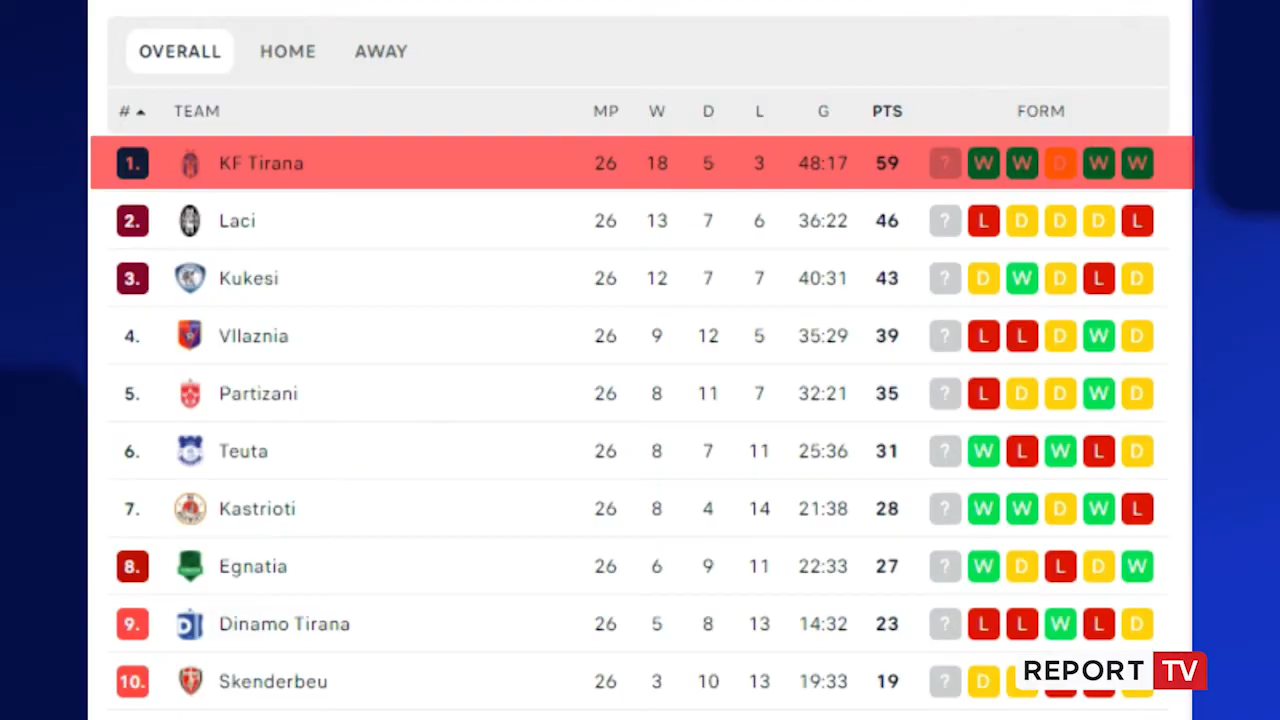 OVERALL HOME AWAY
# TEAM MP W D L G PTS FORM
1. KF Tirana 26 18 5 3 48:17 59 ? W W D W W
2. Laci 26 13 7 6 36:22 46 ? L D D D L
3. Kukesi 26 12 7 7 40:31 43 ? D W D L D
4. Vllaznia 26 9 12 5 35:29 39 ? L L D W D
5. Partizani 26 8 11 7 32:21 35 ? L D D W D
6. Teuta 26 8 7 11 25:36 31 ? W L W L D
7. Kastrioti 26 8 4 14 21:38 28 ? W W D W L
8. Egnatia 26 6 9 11 22:33 27 ? W D L D W
9. Dinamo Tirana 26 5 8 13 14:32 23 ? L L W L D
10. Skenderbeu 26 3 10 13 19:33 19 ? D
REPORT TV